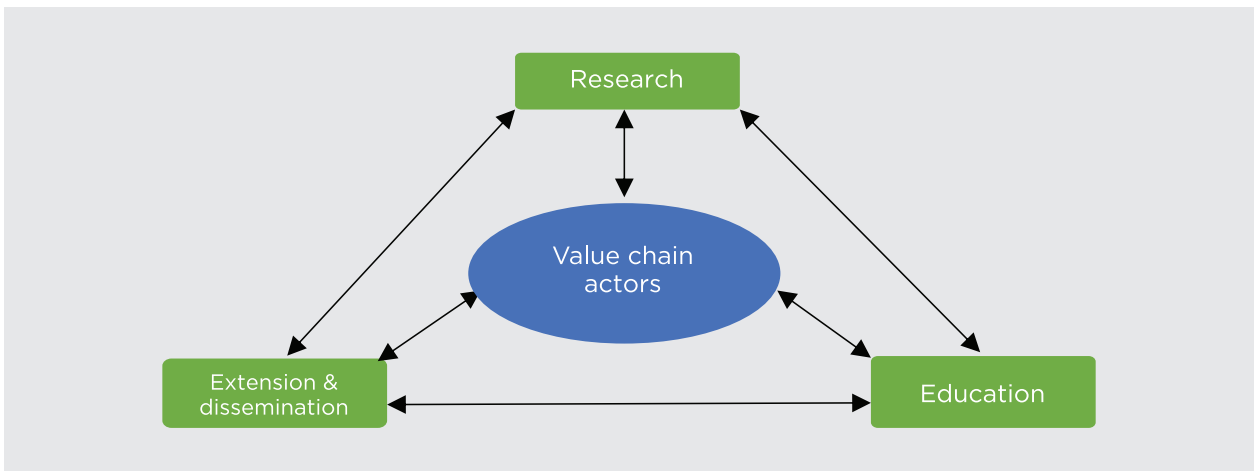 Research
Value chain
actors
Extension &
dissemination
Education